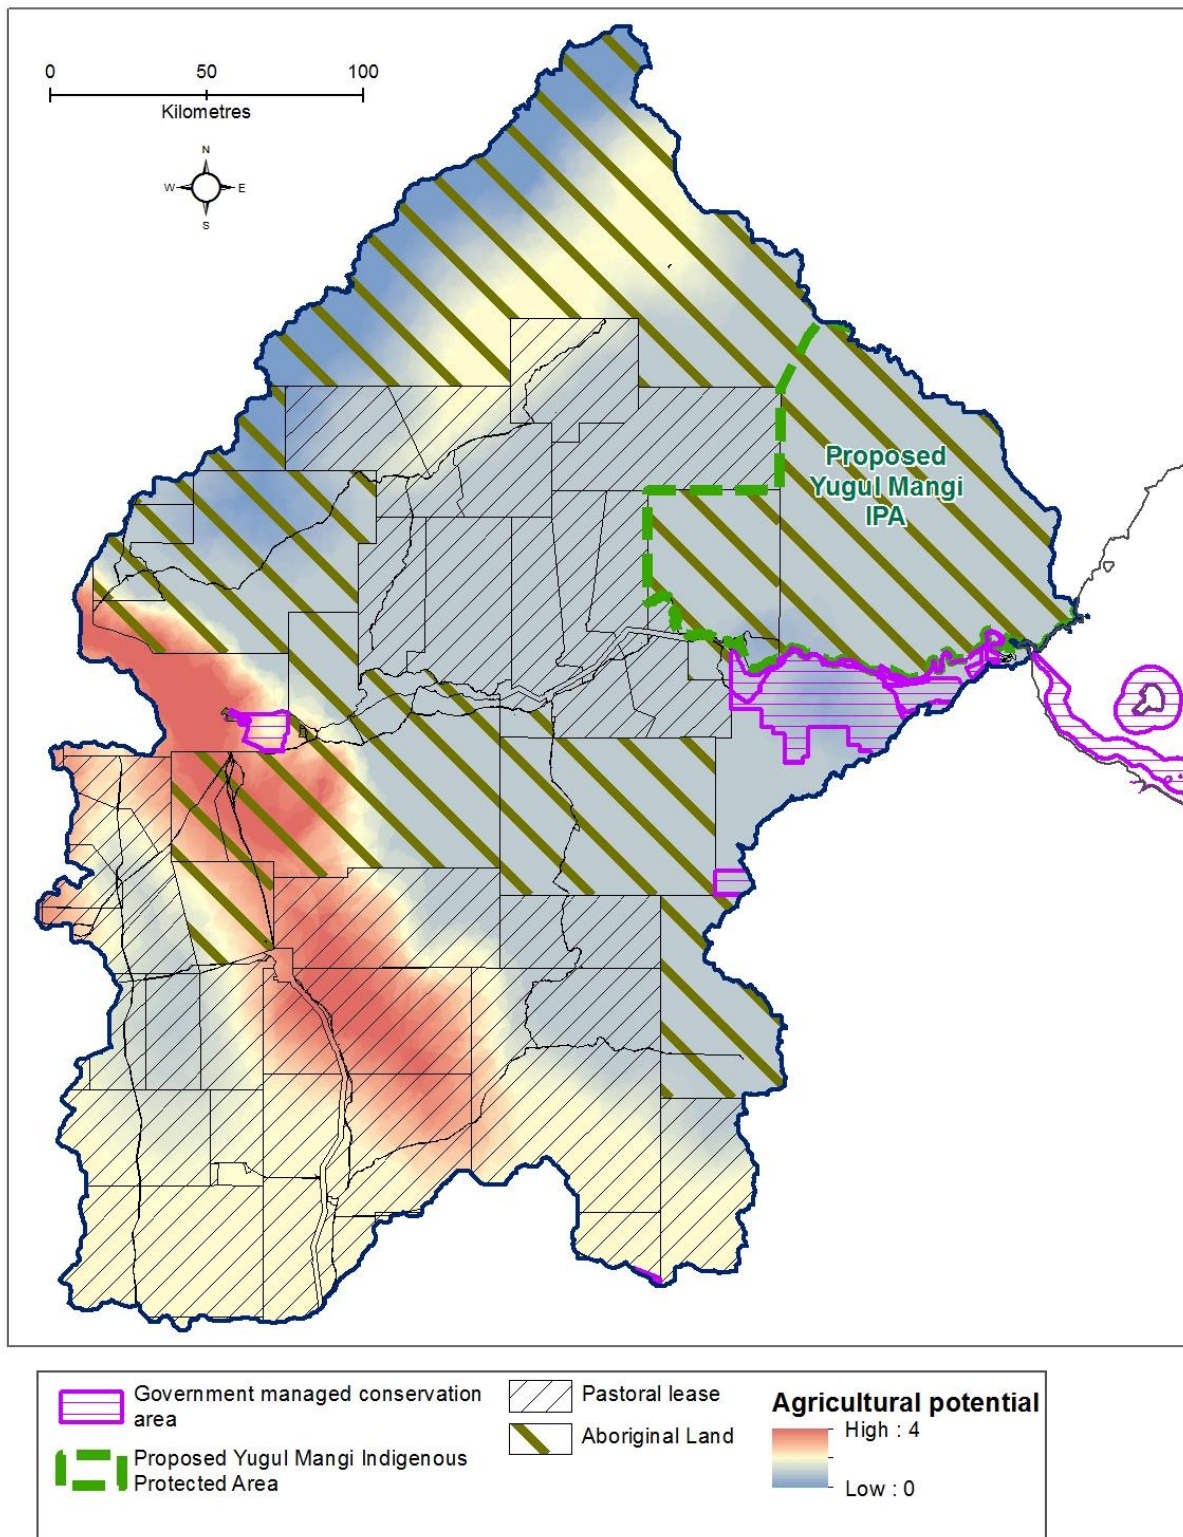 0 50 100
Kilometres
N
W E
S
Proposed
Yugul Mangi
IPA
Government managed conservation
area
Proposed Yugul Mangi Indigenous
Protected Area
Pastoral lease
Aboriginal Land
Agricultural potential
High : 4
Low : 0